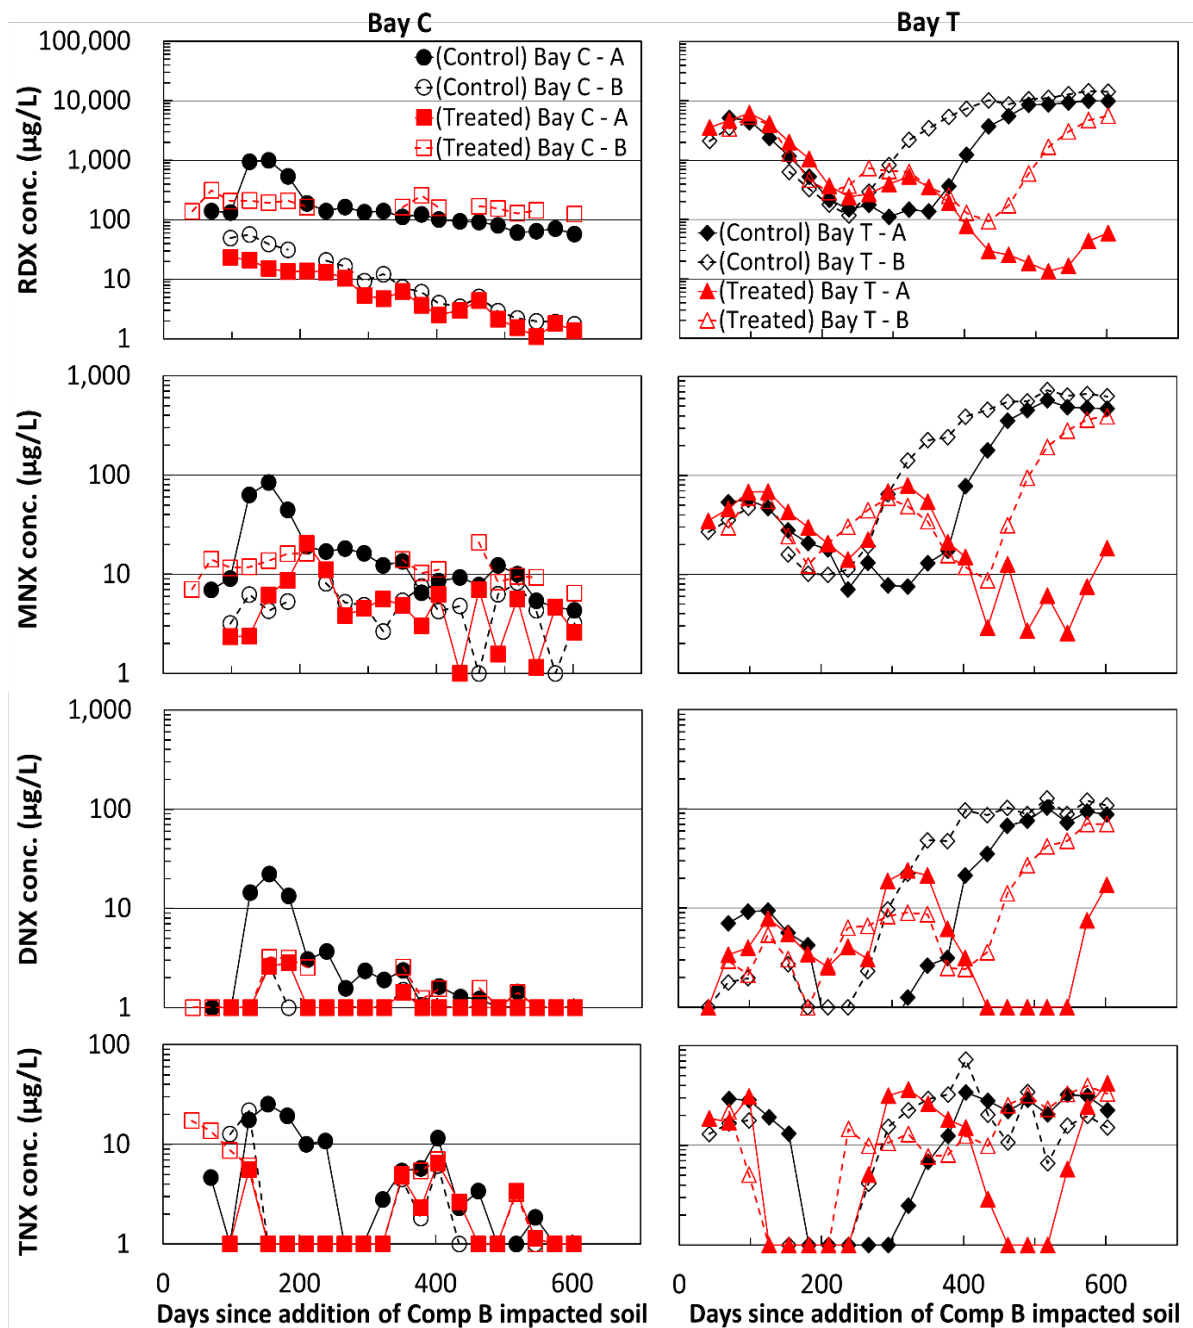 Bay C
Bay T
RDX conc. (µg/L)
100,000
10,000
1,000
100
10
1
(Control) Bay C - A
(Control) Bay C - B
(Treated) Bay C - A
(Treated) Bay C - B
(Control) Bay T - A
(Control) Bay T - B
(Treated) Bay T - A
(Treated) Bay T - B
MNX conc. (µg/L)
1,000
100
10
1
DNX conc. (µg/L)
1,000
100
10
1
TNX conc. (µg/L)
100
10
1
0 200 400 600
0 200 400 600
Days since addition of Comp B impacted soil
Days since addition of Comp B impacted soil